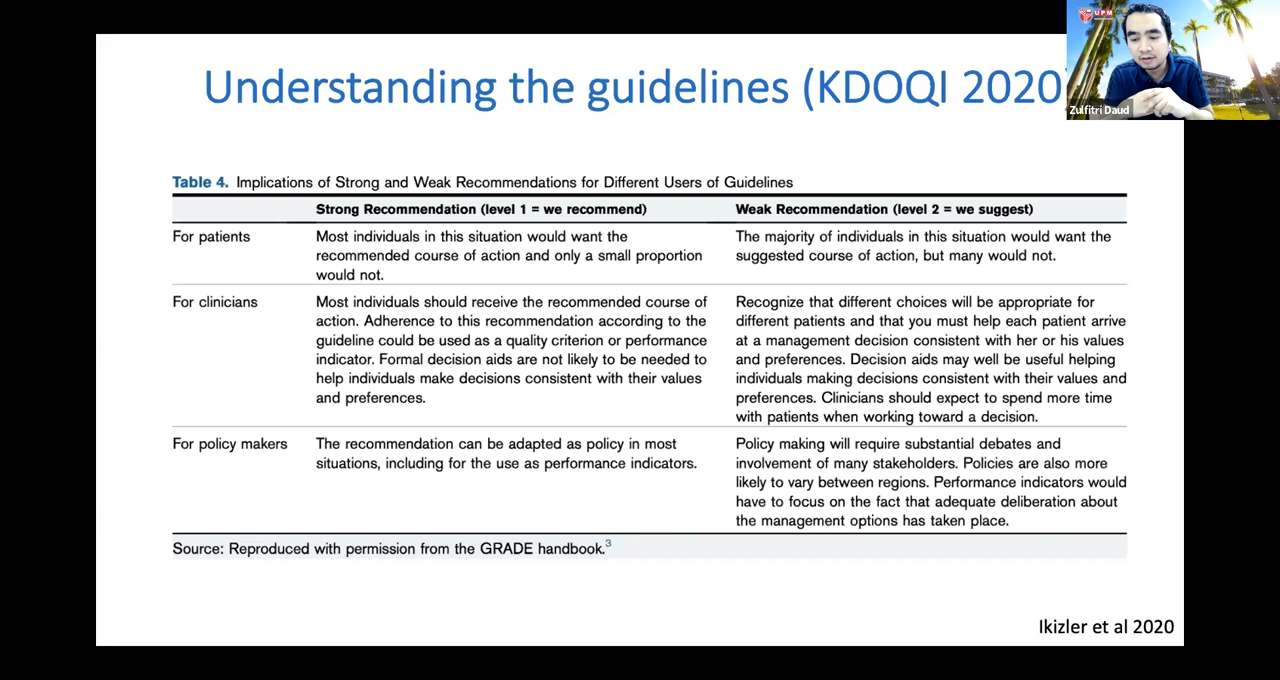 UPM
Understanding the guidelines (KDOQI 2020
Zulfitri Daud
Table 4. Implications of Strong and Weak Recommendations for Different Users of Guidelines
Strong Recommendation (level 1 = we recommend)
Weak Recommendation (level 2 = we suggest)
For patients
Most individuals in this situation would want the
recommended course of action and only a small proportion
would not.
The majority of individuals in this situation would want the
suggested course of action, but many would not.
For clinicians
Most individuals should receive the recommended course of
action. Adherence to this recommendation according to the
guideline could be used as a quality criterion or performance
indicator. Formal decision aids are not likely to be needed to
help individuals make decisions consistent with their values
and preferences.
Recognize that different choices will be appropriate for
different patients and that you must help each patient arrive
at a management decision consistent with her or his values
and preferences. Decision aids may well be useful helping
individuals making decisions consistent with their values and
preferences. Clinicians should expect to spend more time
with patients when working toward a decision.
For policy makers
The recommendation can be adapted as policy in most
situations, including for the use as performance indicators.
Policy making will require substantial debates and
involvement of many stakeholders. Policies are also more
likely to vary between regions. Performance indicators would
have to focus on the fact that adequate deliberation about
the management options has taken place.
Source: Reproduced with permission from the GRADE handbook.3
Ikizler et al 2020